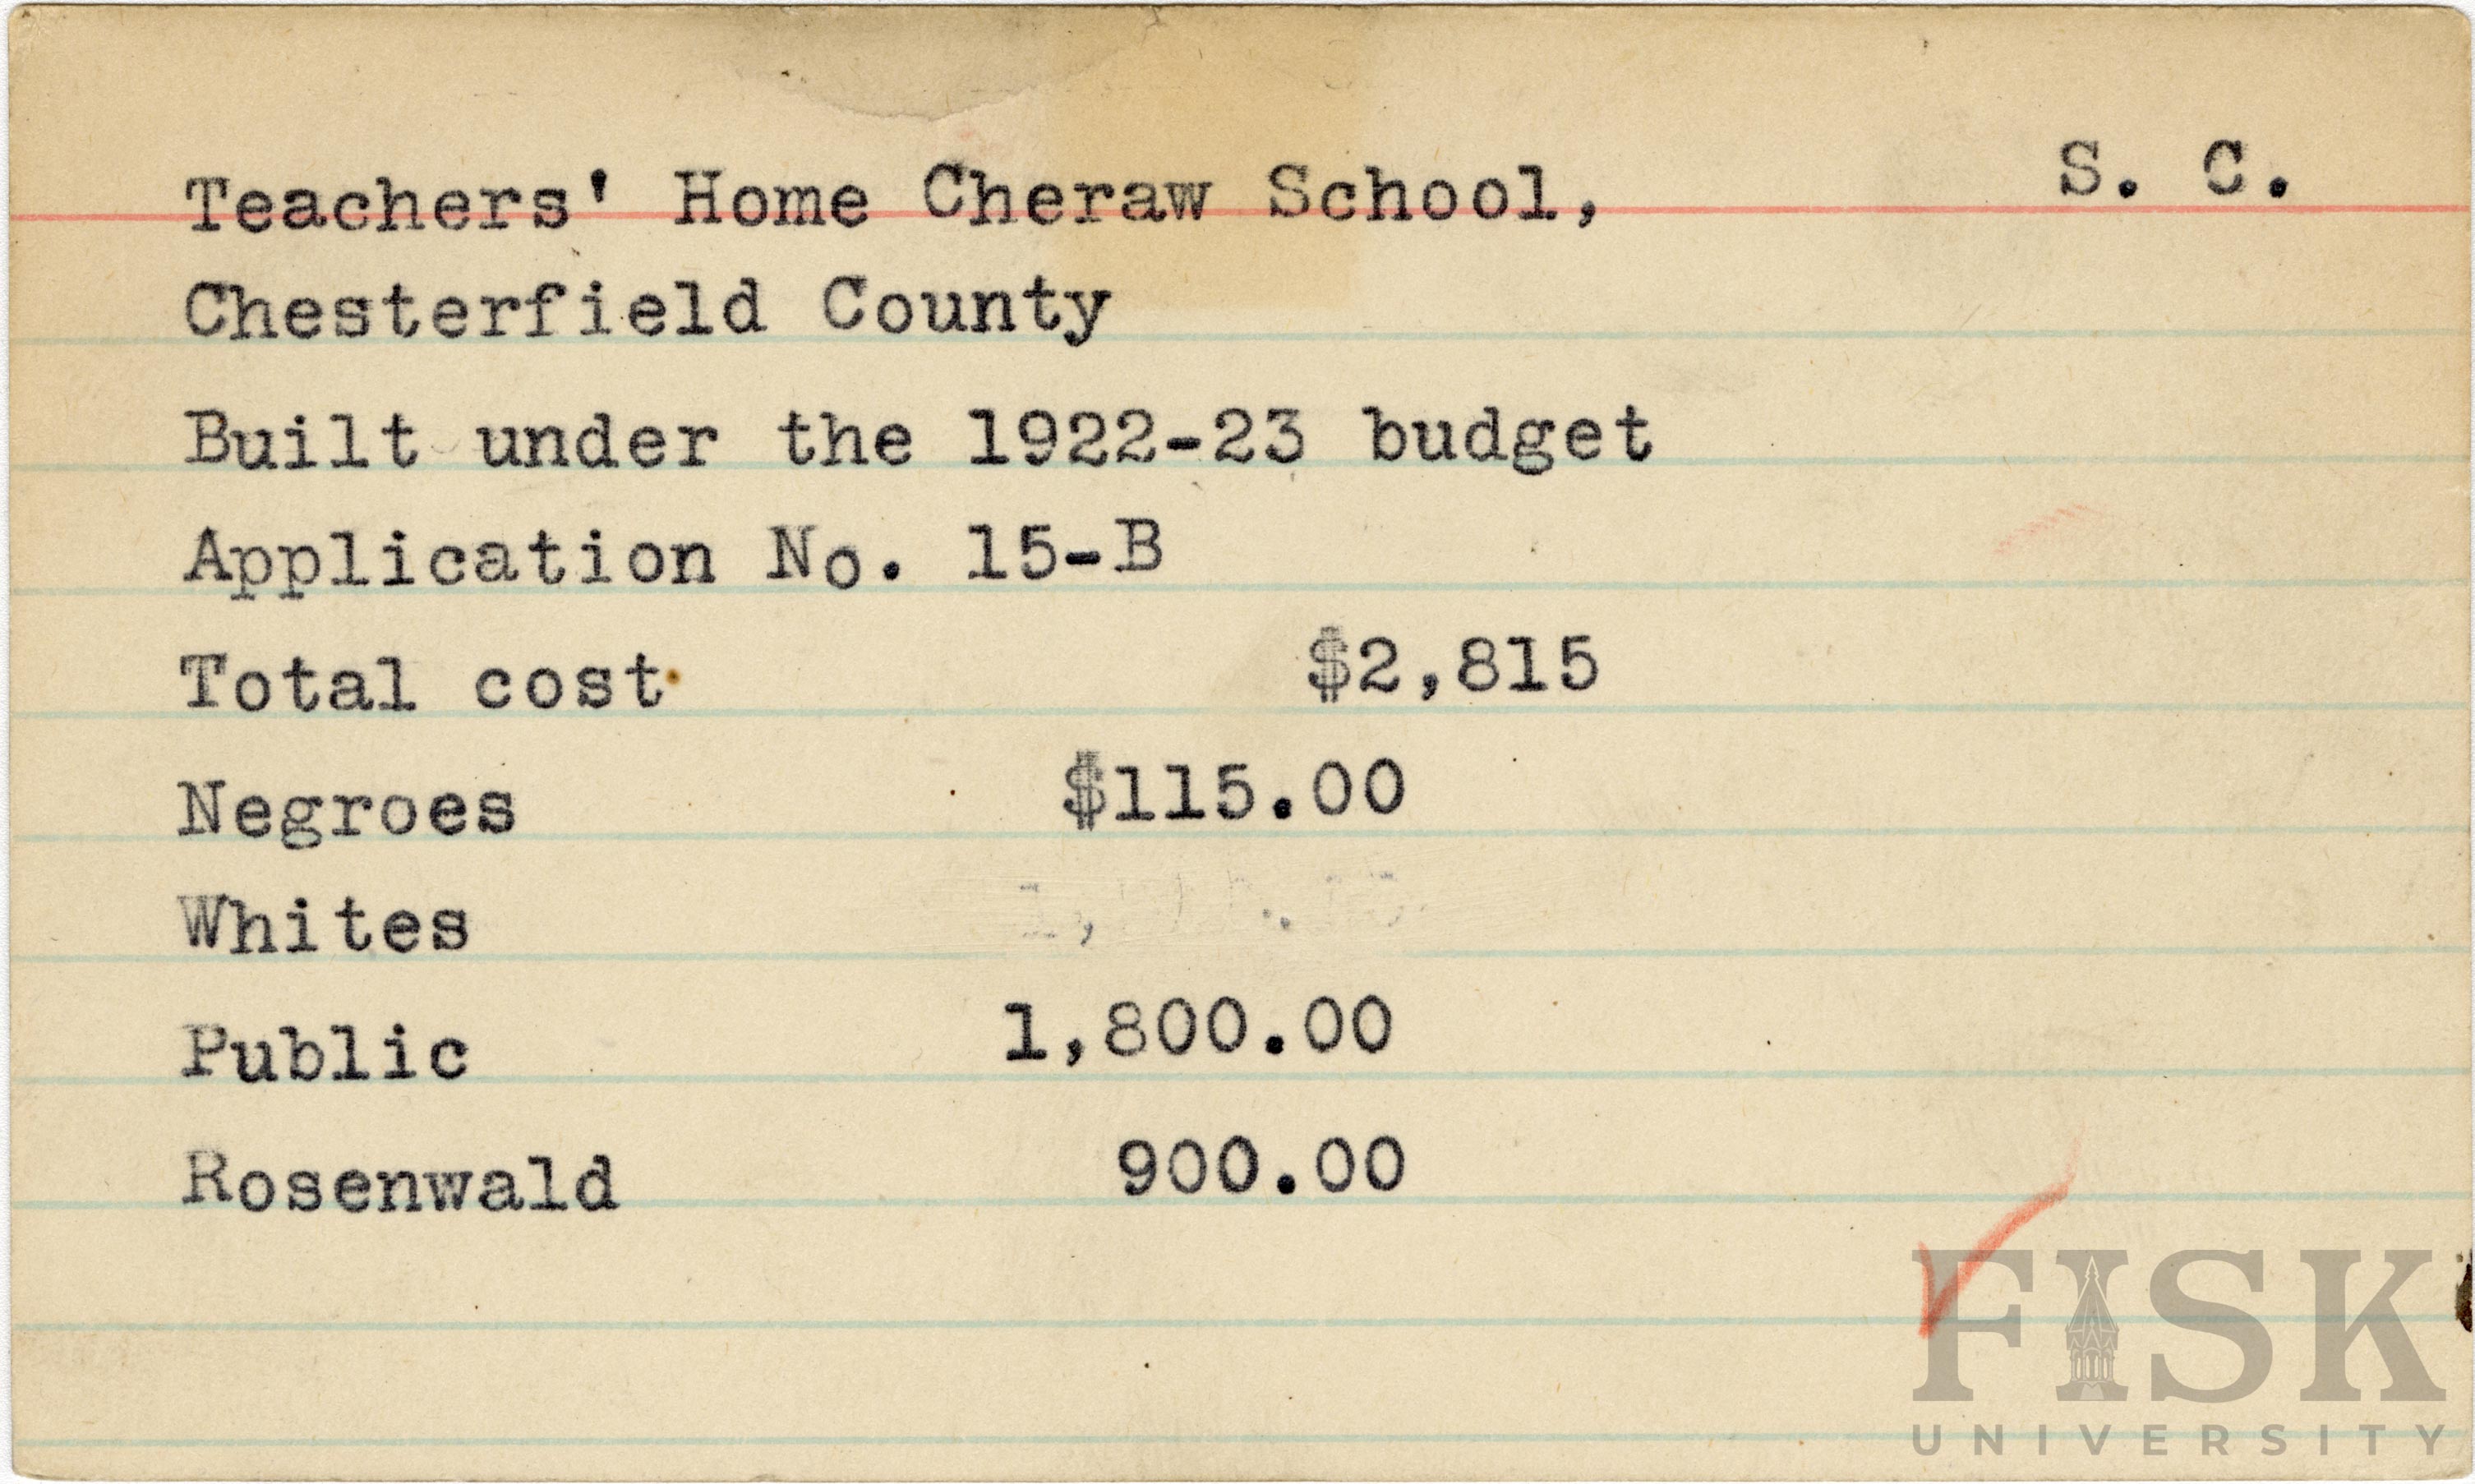 Teachers' Home Cheraw School, S. C.
Chesterfield County
Built under the 1922-23 budget
Application No. 15-B
Total cost $2,815
Negroes $115.00
Whites
Public 1,800.00
Rosenwald 900.00
FISK
UNIVERSITY